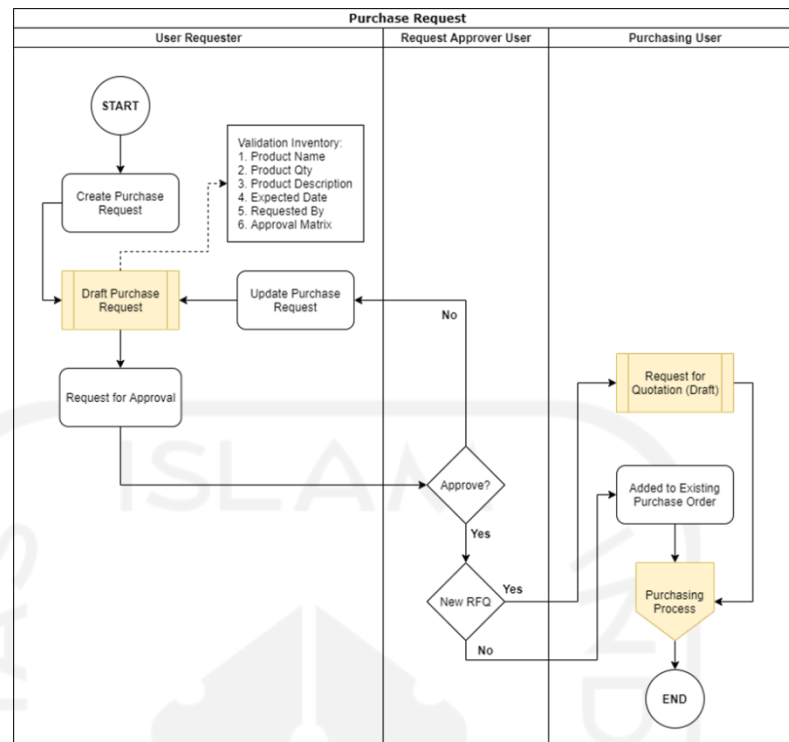 Purchase Request
User Requester
Request Approver User
Purchasing User
START
Validation Inventory:
1. Product Name
2. Product Qty
3. Product Description
4. Expected Date
5. Requested By
6. Approval Matrix
Create Purchase
Request
Draft Purchase
Request
Update Purchase
Request
No
Request for Approval
Request for
Quotation (Draft)
Approve?
Added to Existing
Purchase Order
Yes
New RFQ
Yes
No
Purchasing
Process
END
ISLAM